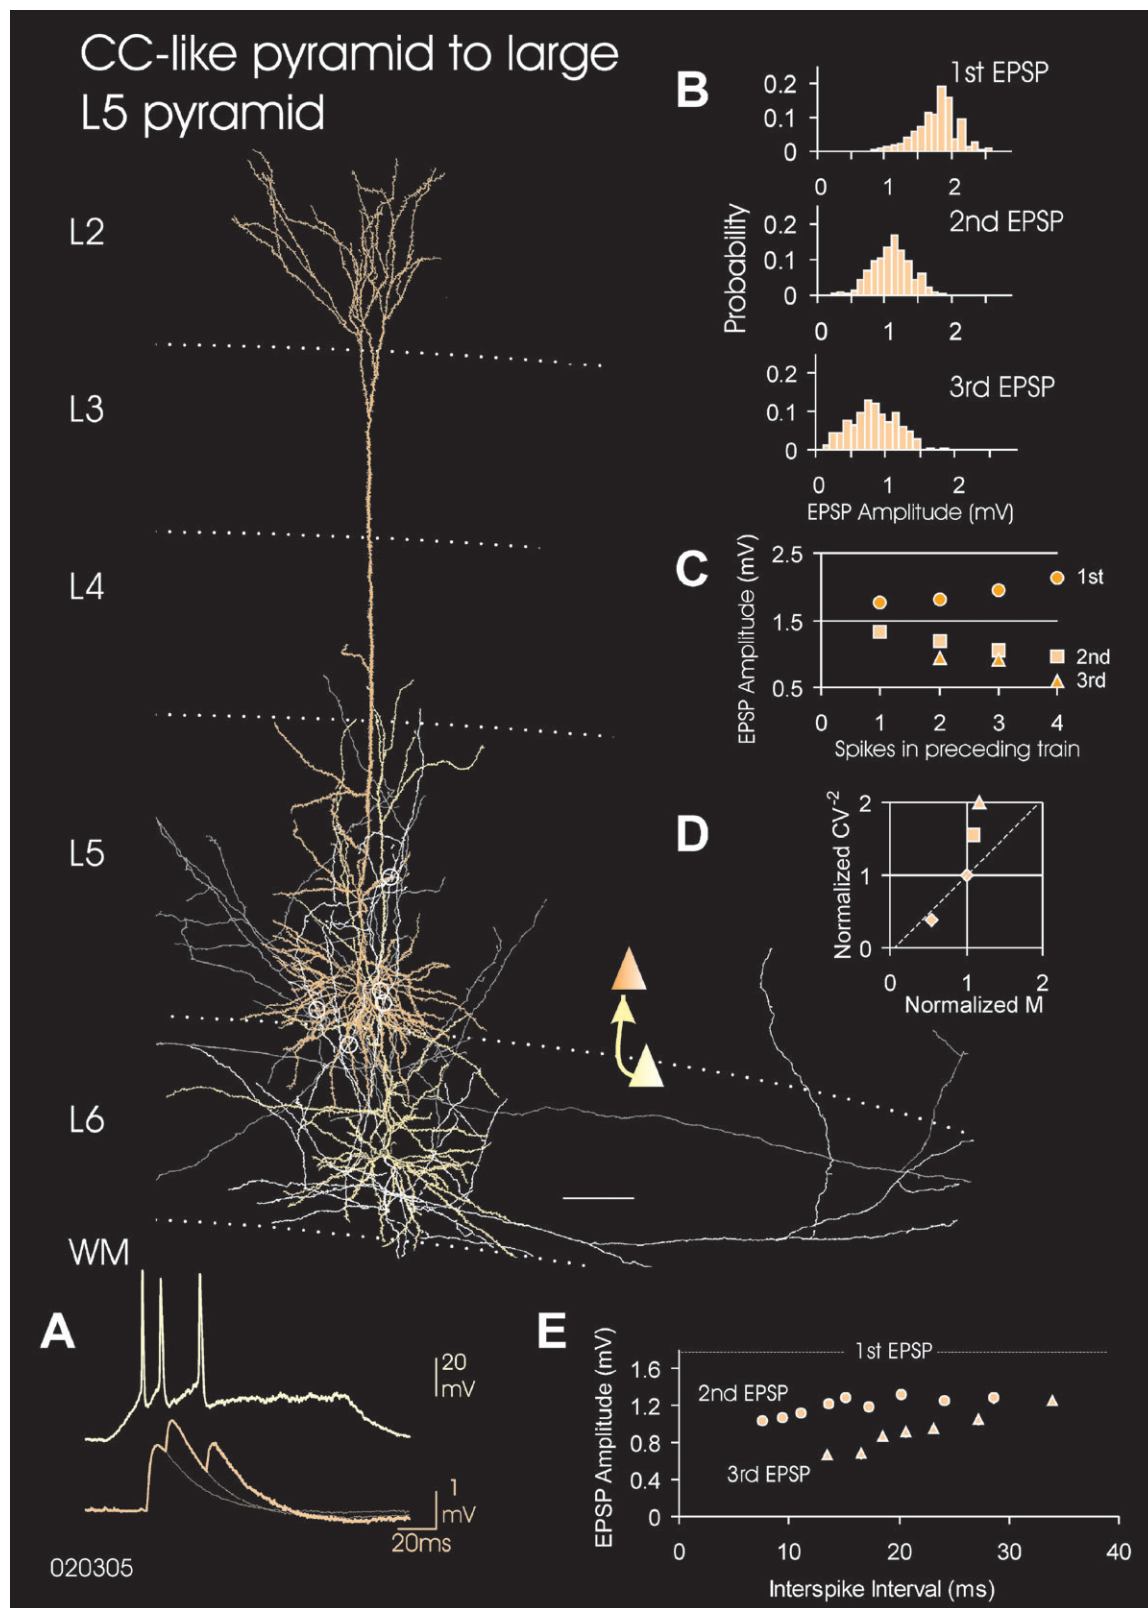 CC-like pyramid to large
L5 pyramid
L2
L3
L4
L5
L6
WM
A
20
mV
1
mV
20ms
020305
B
Probability
1st EPSP
0.2
0.1
0
0 1 2
2nd EPSP
0.2
0.1
0
0 1 2
3rd EPSP
0.2
0.1
0
0 1 2
EPSP Amplitude (mV)
C
EPSP Amplitude (mV)
2.5
1.5
0.5
1st
2nd
3rd
0 1 2 3 4
Spikes in preceding train
D
Normalized CV-2
2
1
0
0 1 2
Normalized M
E
EPSP Amplitude (mV)
1.6
1.2
0.8
0.4
0
1st EPSP
2nd EPSP
3rd EPSP
0 10 20 30 40
Interspike Interval (ms)